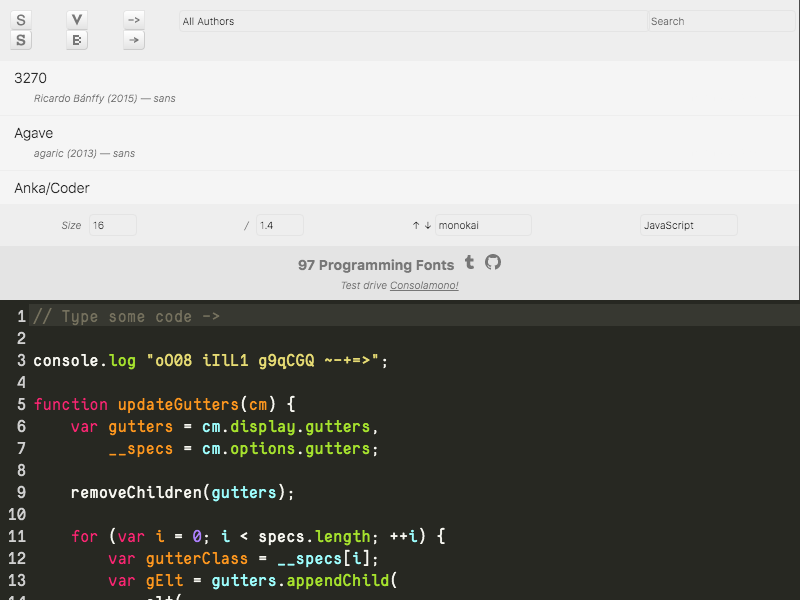 S V -> All Authors Search
S B →
3270
Ricardo Bánffy (2015) — sans
Agave
agaric (2013) — sans
Anka/Coder
Size 16 / 1.4 ↑ ↓ monokai JavaScript
97 Programming Fonts
Test drive Consolamono!
1 // Type some code ->
2
3 console.log "oO08 iIlL1 g9qCGQ ~-+=>";
4
5 function updateGutters(cm) {
6 var gutters = cm.display.gutters,
7 __specs = cm.options.gutters;
8
9 removeChildren(gutters);
10
11 for (var i = 0; i < specs.length; ++i) {
12 var gutterClass = __specs[i];
13 var gElt = gutters.appendChild(